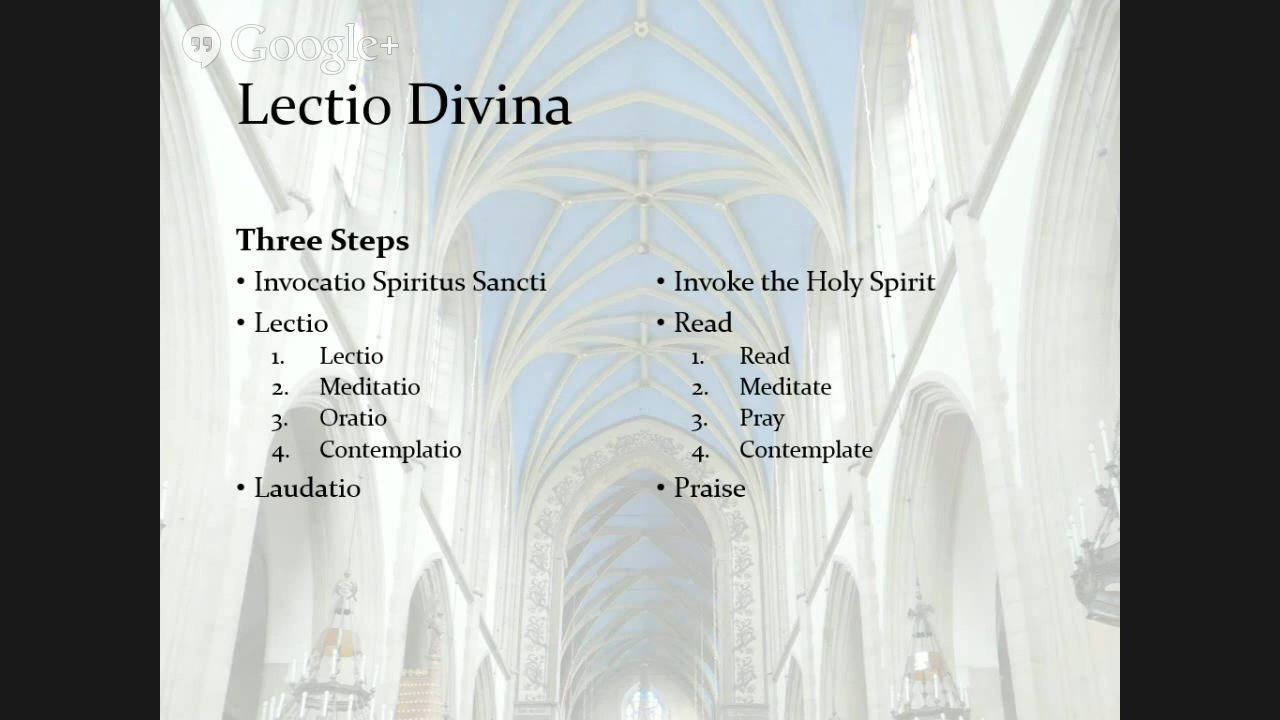 Google+
Lectio Divina
Three Steps
• Invocatio Spiritus Sancti
• Lectio
1. Lectio
2. Meditatio
3. Oratio
4. Contemplatio
• Laudatio
• Invoke the Holy Spirit
• Read
1. Read
2. Meditate
3. Pray
4. Contemplate
• Praise